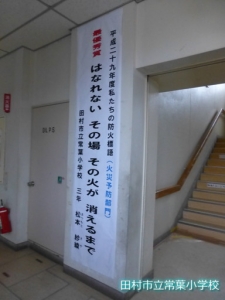 平成二十九年度私たちの防火標語(火災予防部門)
最優秀賞
はなれない その場 その火が 消えるまで
田村市立常葉小学校 三年 松本
田村市立常葉小学校